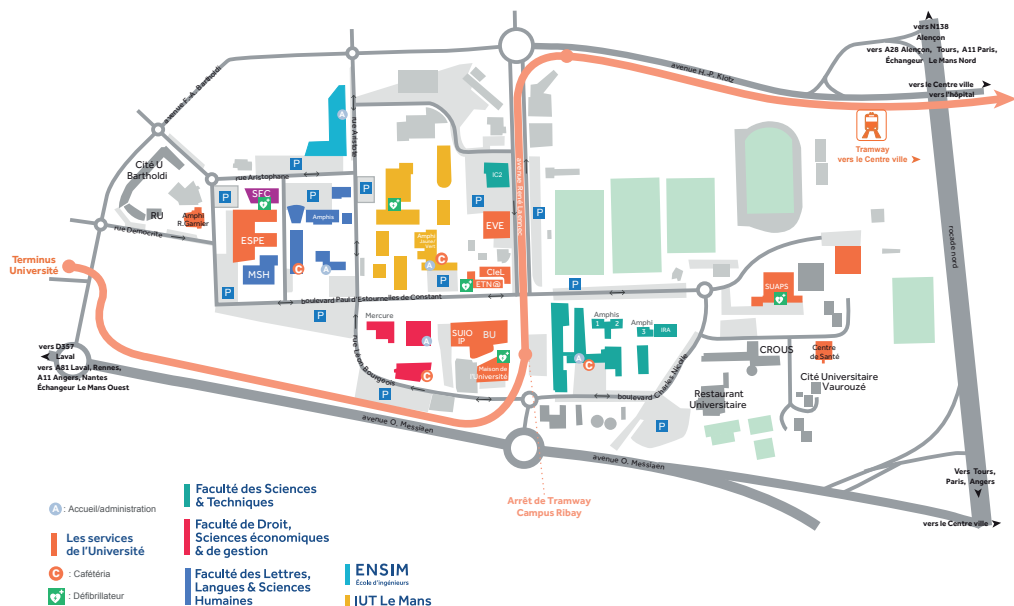 vers N138
Alençon
vers A28 Alençon, Tours, A11 Paris,
Échangeur Le Mans Nord
avenue H.-P. Klotz
vers le Centre ville
vers l'hôpital
Tramway
vers le Centre ville
rocade nord
avenue F.-A. Bartholdi
rue Aristote
A
P
Cité U
Bartholdi
rue Aristophane
P
P
P
P
SFC
IC2
avenue René Laennec
RU
Amphi
R.Garnier
Amphis
P
P
EVE
rue Démocrite
ESPE
Amphi
C
A
MSH
C
A
Terminus
Université
P
P
CIeL
ETN@
P
SUAPS
boulevard Paul d'Estournelles de Constant
P
Mercure
A
SUIO
IP
BU
Amphis
1
2
Amphi
3
IRA
vers D357
Laval
vers A81 Laval, Rennes,
A11 Angers, Nantes
Échangeur Le Mans Ouest
rue Léon Bourgeois
C
Maison de
l'Université
A
C
CROUS
Centre
de Santé
Cité Universitaire
Vaurouzé
P
boulevard Charles Nicolle
Restaurant
Universitaire
avenue O. Messiaen
P
avenue O. Messiaen
Vers Tours,
Paris, Angers
Arrêt de Tramway
Campus Ribay
vers le Centre ville
A : Accueil/administration
Les services
de l'Université
C : Cafétéria
: Défibrillateur
Faculté des Sciences
& Techniques
Faculté de Droit,
Sciences économiques
& de gestion
Faculté des Lettres,
Langues & Sciences
Humaines
ENSIM
École d'ingénieurs
IUT Le Mans